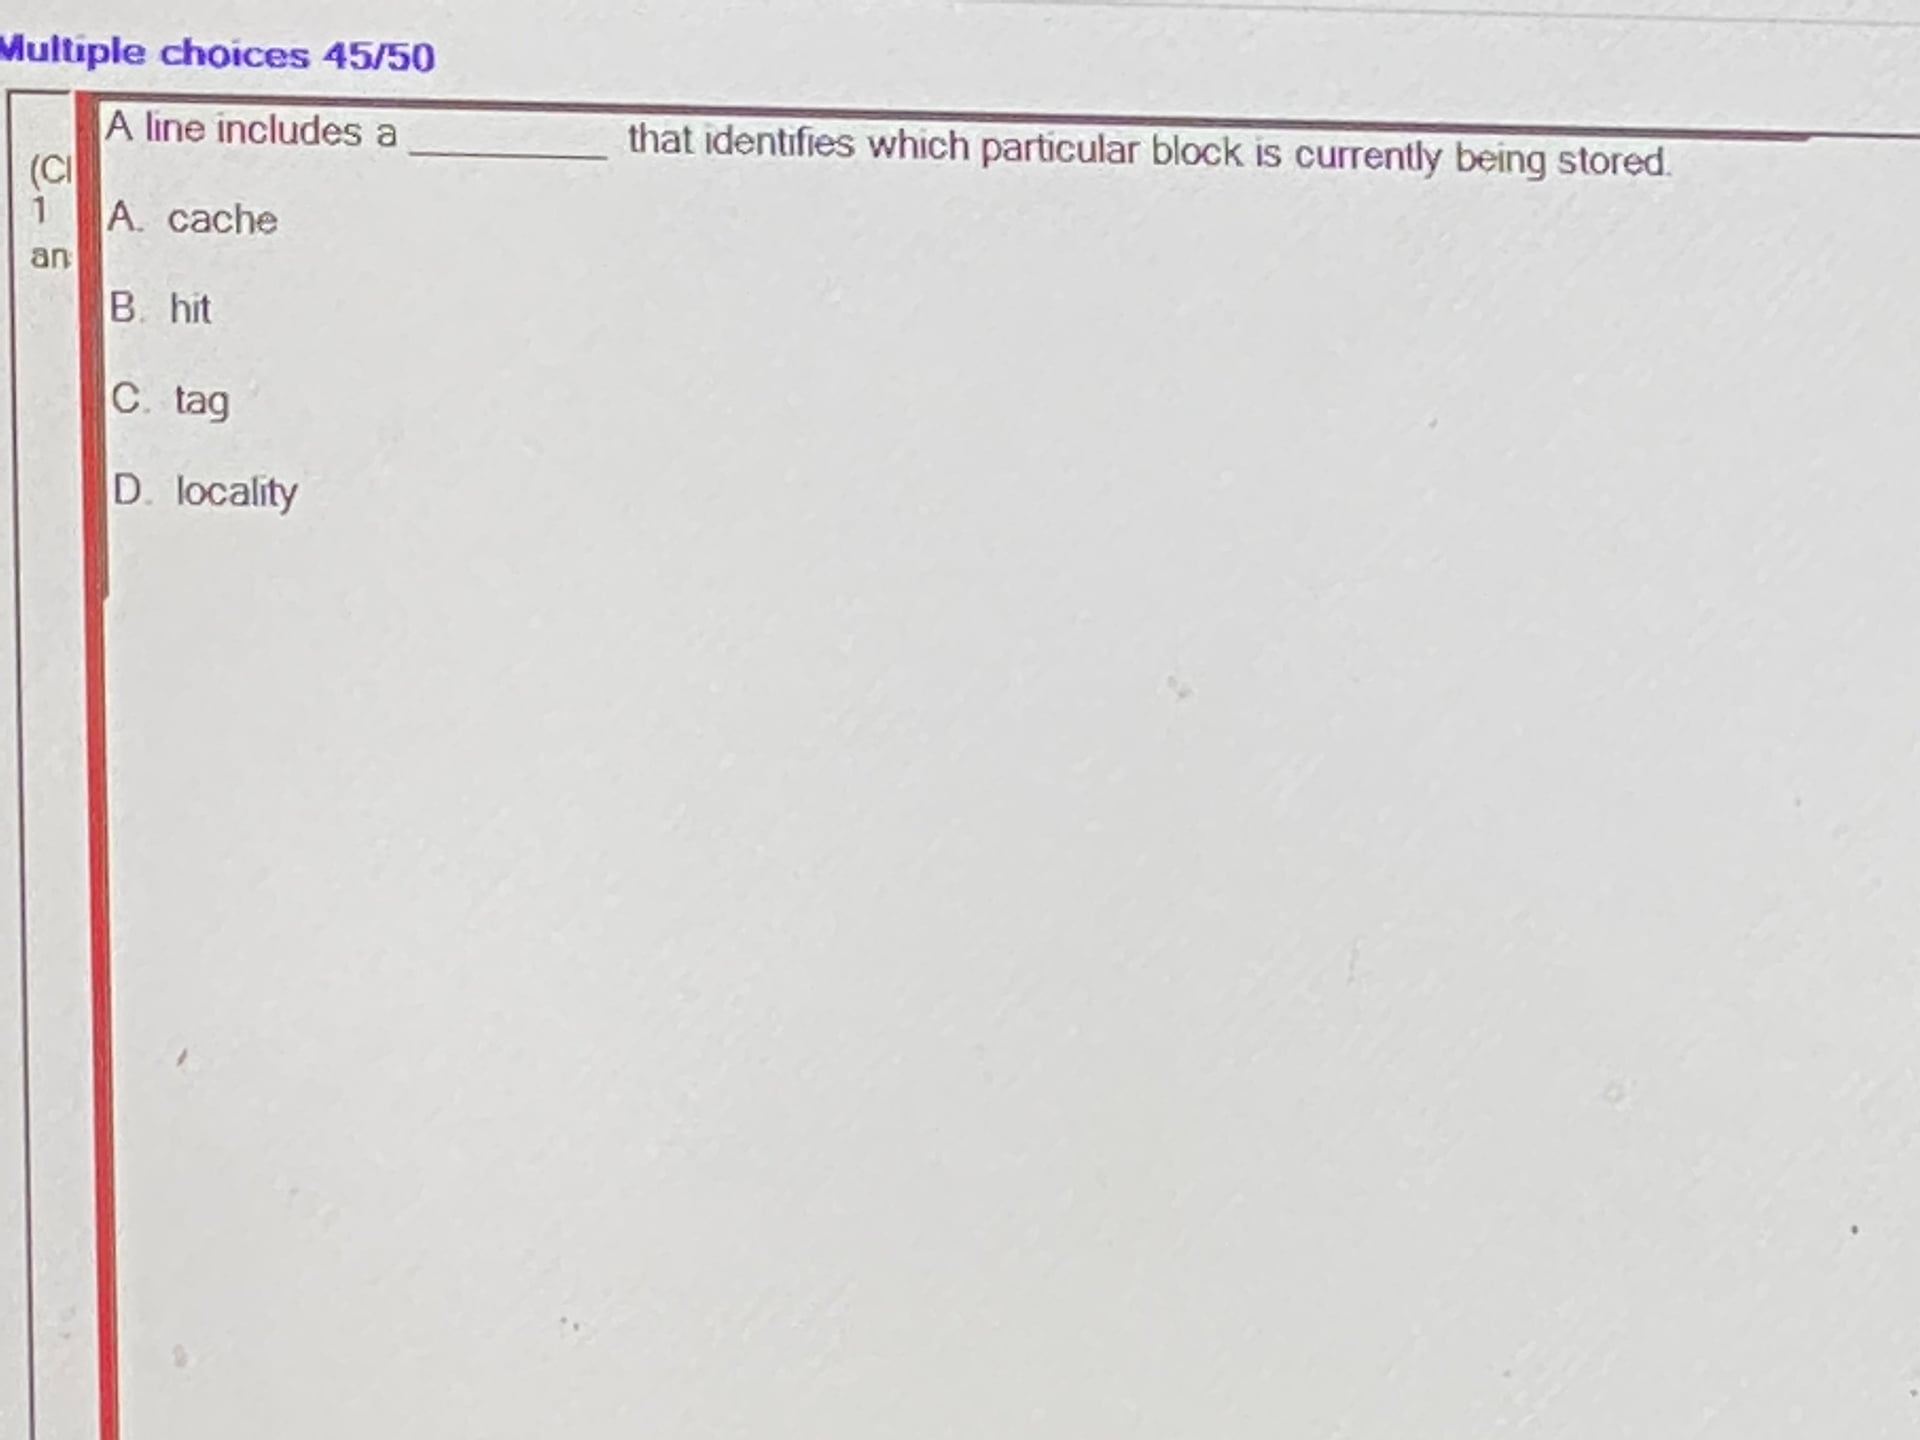 Multiple choices 45/50
A line includes a __________ that identifies which particular block is currently being stored.
(Cl
1
an
A. cache
B. hit
C. tag
D. locality